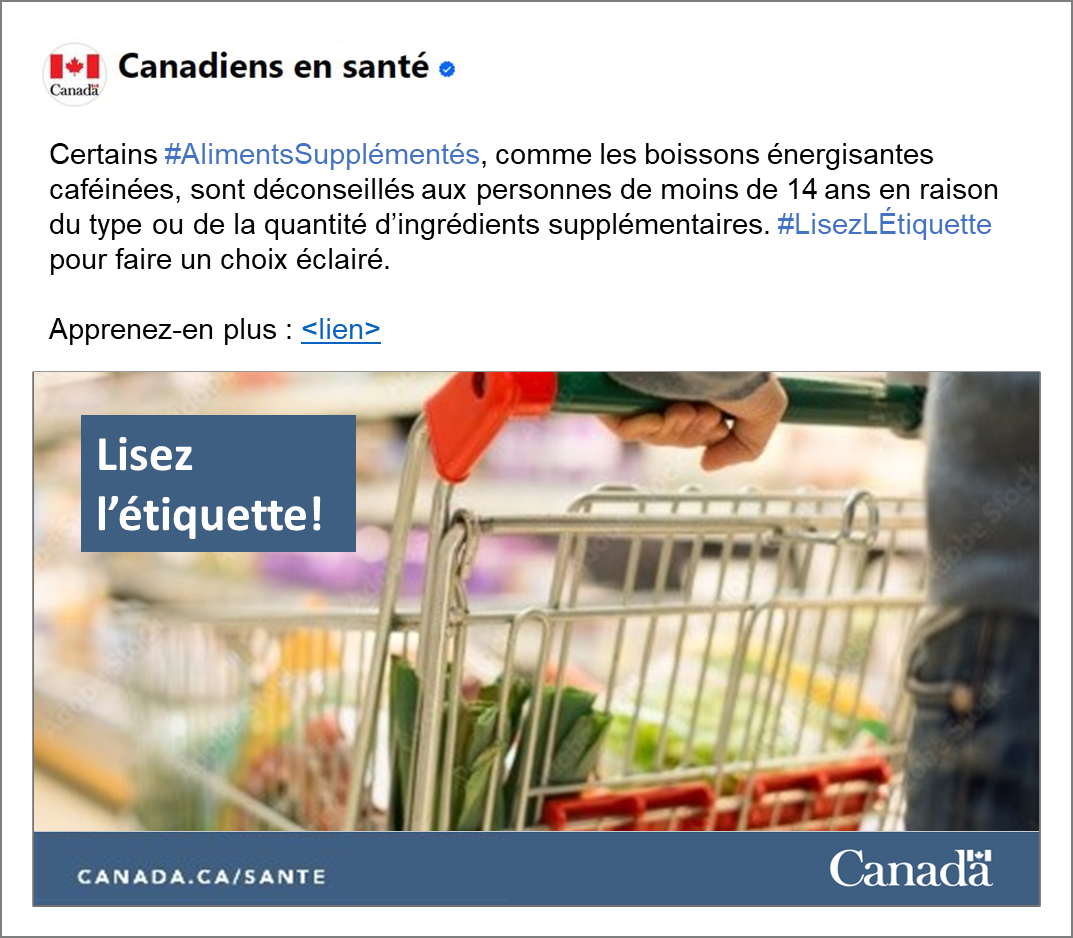 Canada
Canadiens en santé
Certains #AlimentsSupplémentés, comme les boissons énergisantes
caféinées, sont déconseillés aux personnes de moins de 14 ans en raison
du type ou de la quantité d’ingrédients supplémentaires. #LisezLÉtiquette
pour faire un choix éclairé.
Apprenez-en plus : <lien>
Lisez
l’étiquette!
CANADA.CA/SANTE
Canada